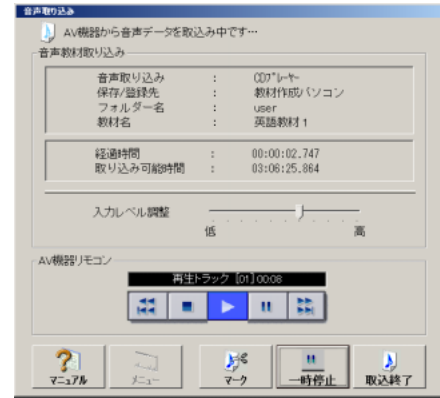 音声取り込み
AV機器から音声データを取込み中です…
音声教材取り込み
音声取り込み : CDﾌﾟﾚｰﾔｰ
保存/登録先 : 教材作成パソコン
フォルダー名 : user
教材名 : 英語教材1
経過時間 : 00:00:02.747
取り込み可能時間 : 03:06:25.864
入力レベル調整
低 高
AV機器リモコン
再生トラック [01] 00:08
マニュアル メニュー マーク 一時停止 取込終了